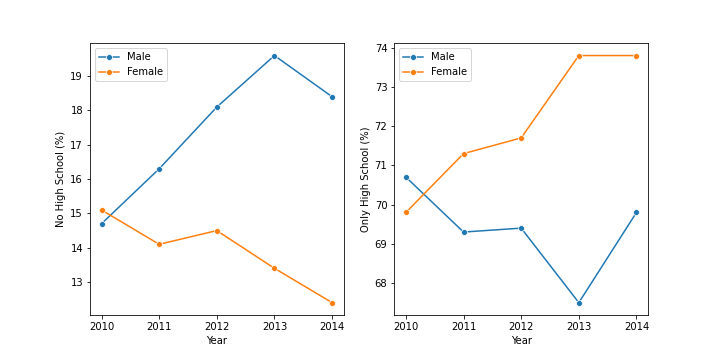 Male
Female
No High School (%)
19
18
17
16
15
14
13
2010 2011 2012 2013 2014
Year
Male
Female
Only High School (%)
74
73
72
71
70
69
68
2010 2011 2012 2013 2014
Year